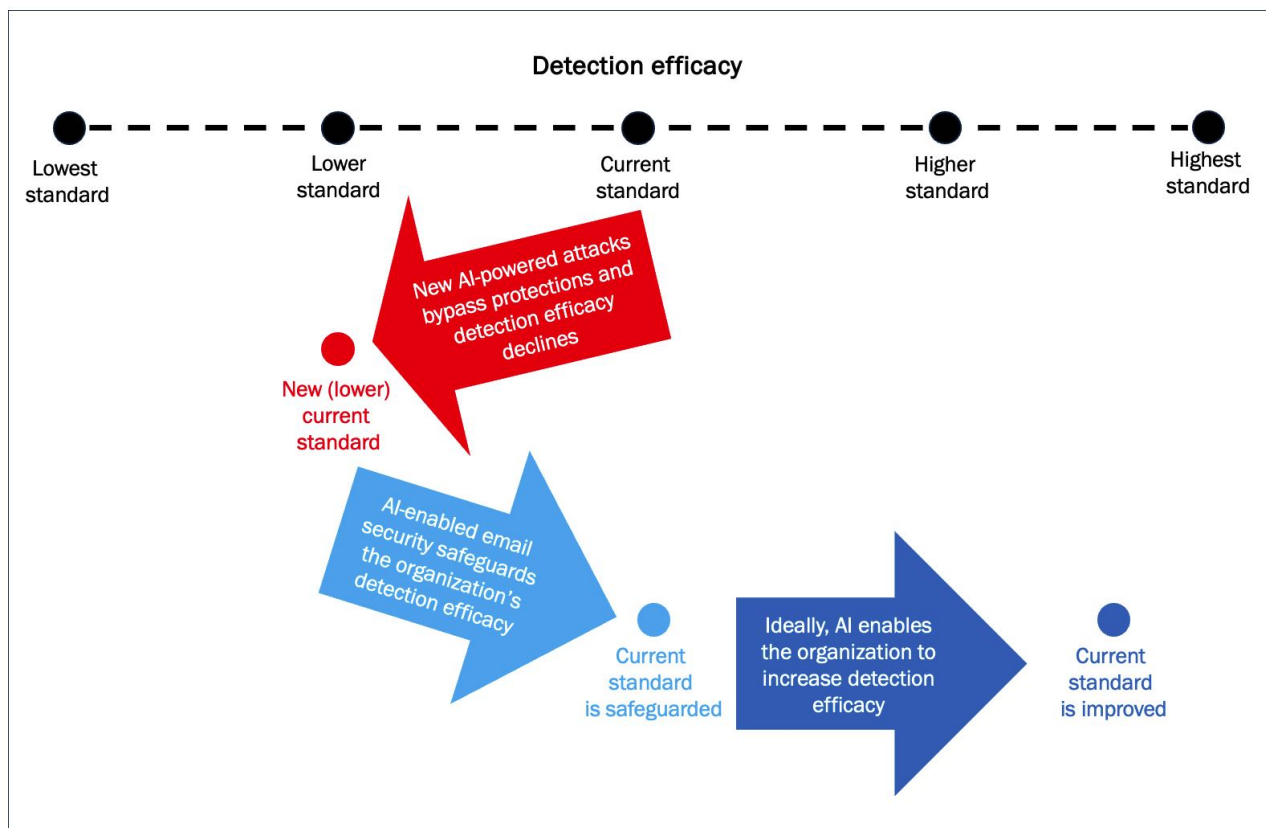 Detection efficacy
Lowest
standard
Lower
standard
Current
standard
Higher
standard
Highest
standard
New AI-powered attacks
bypass protections and
detection efficacy
declines
New (lower)
current
standard
AI-enabled email
security safeguards
the organization’s
detection efficacy
Current
standard
is safeguarded
Ideally, AI enables
the organization to
increase detection
efficacy
Current
standard
is improved